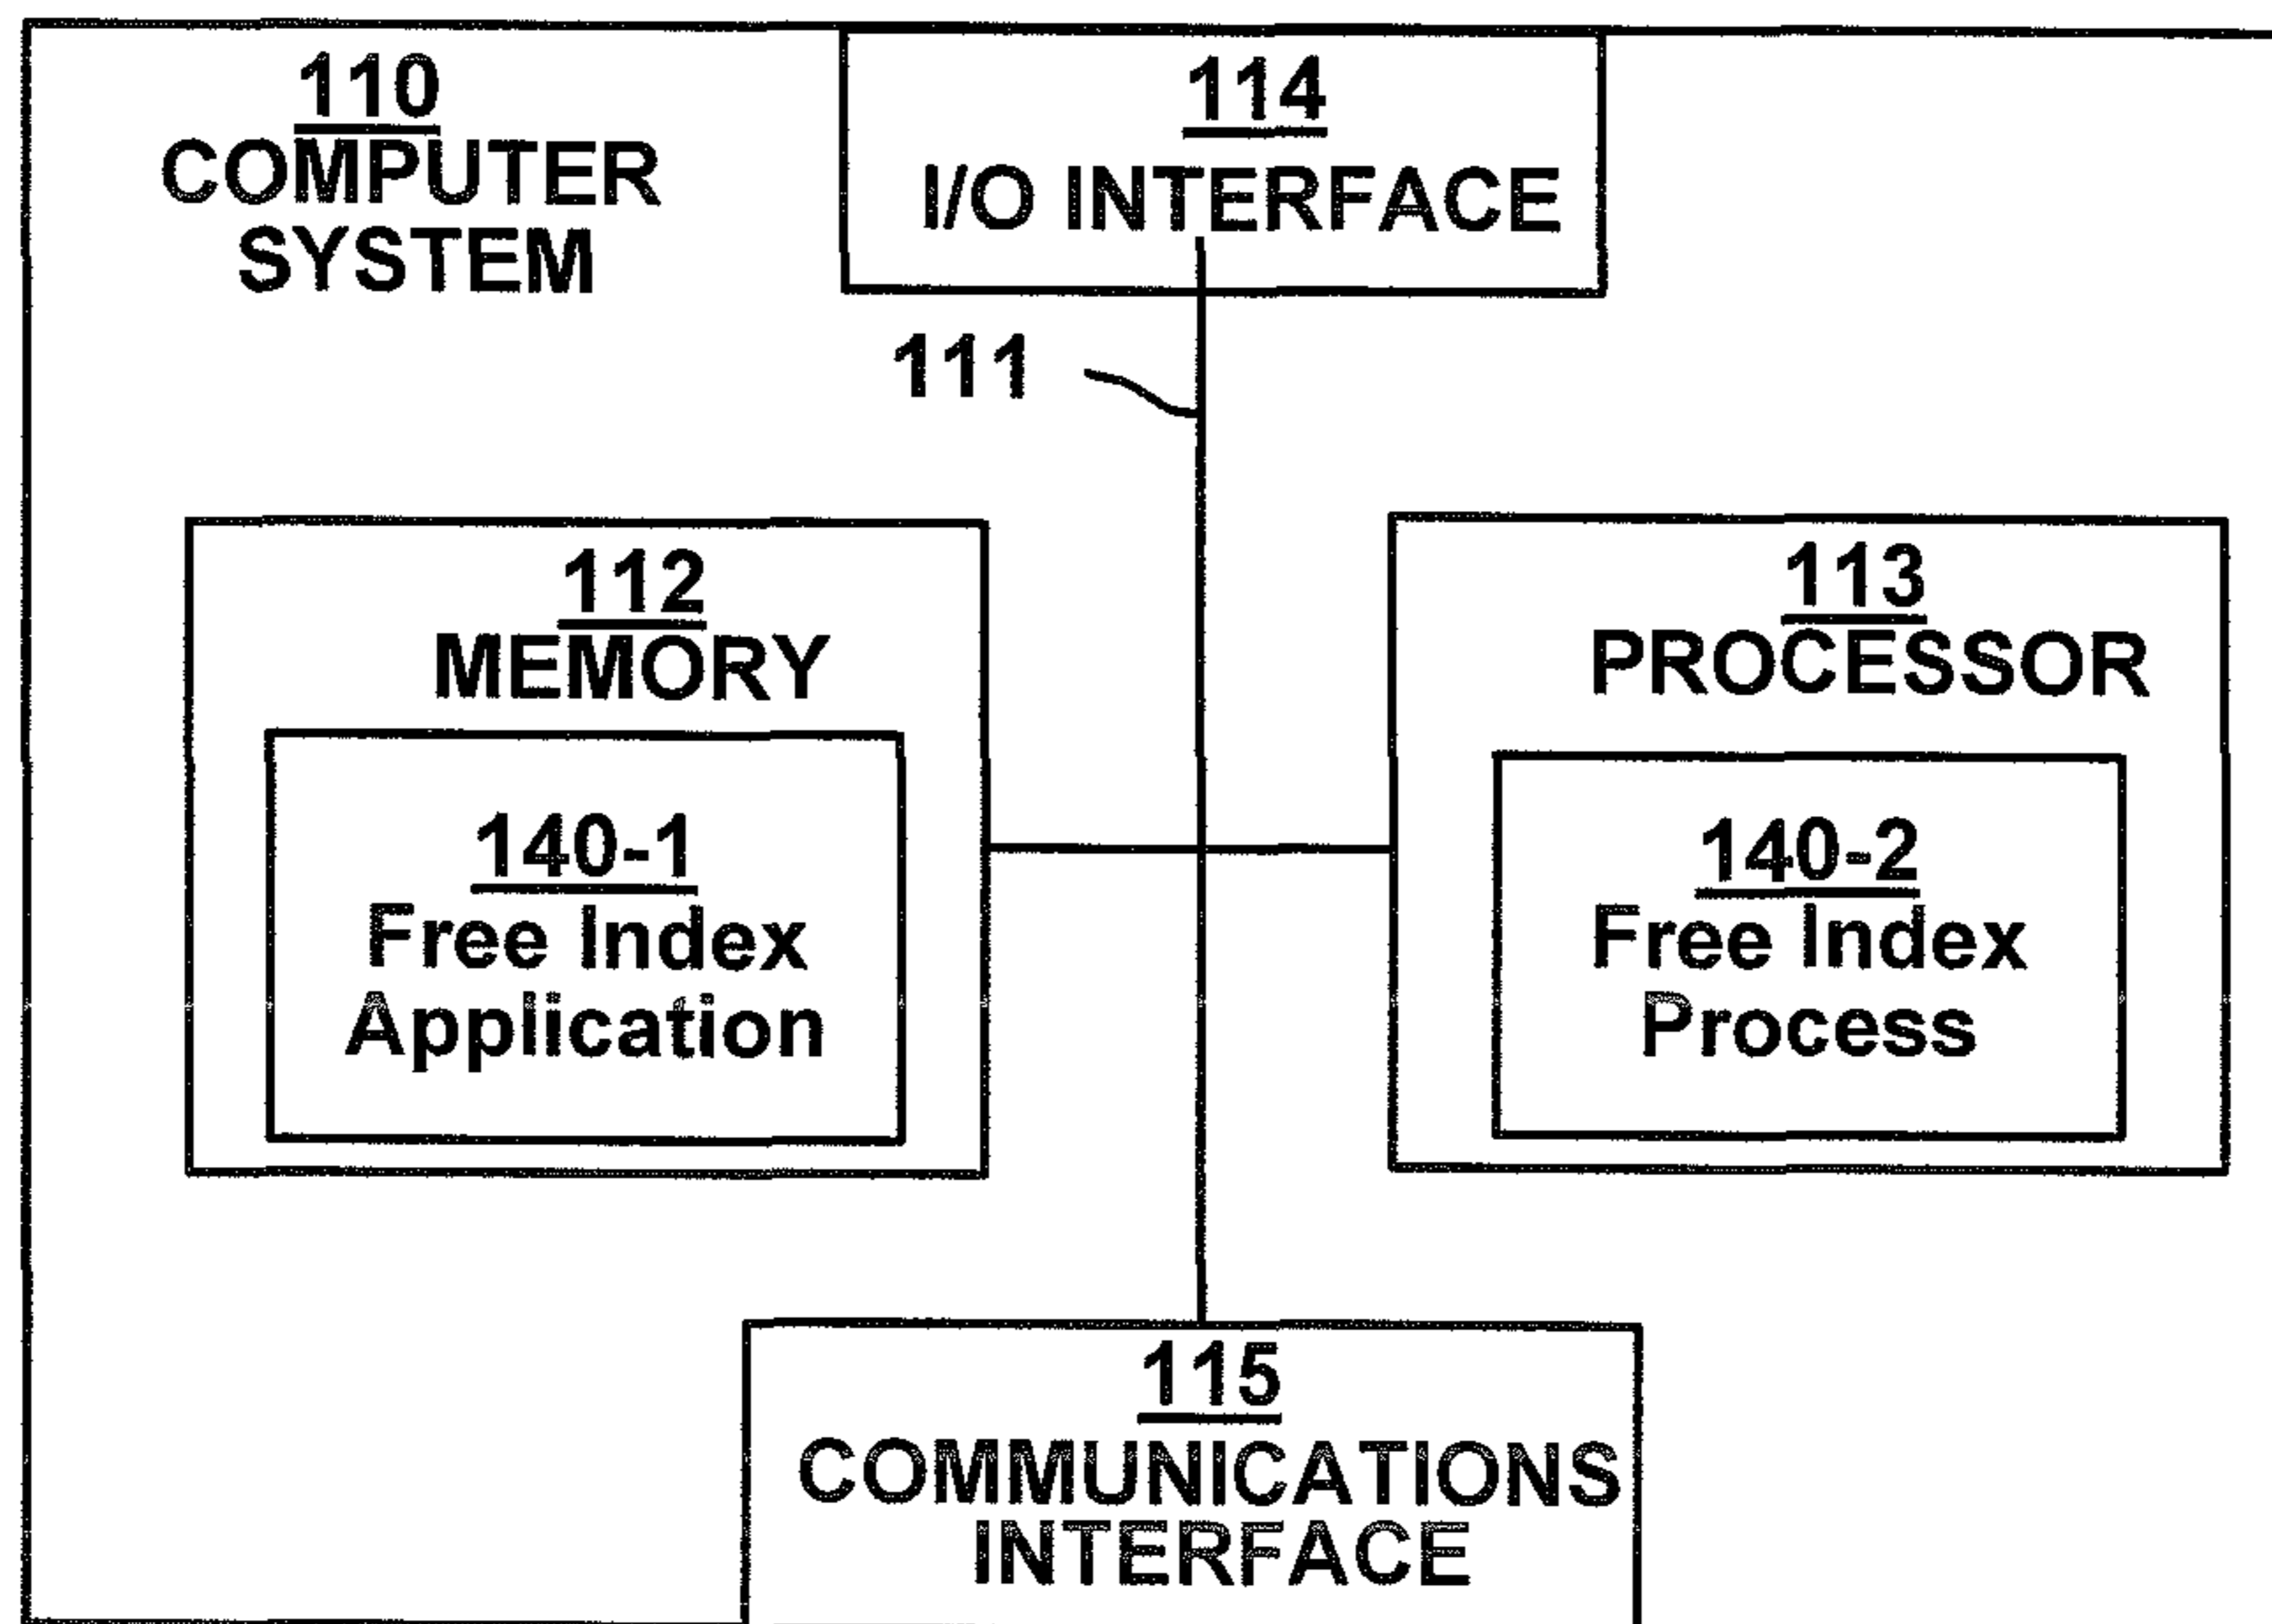 110
COMPUTER
SYSTEM
114
I/O INTERFACE
111
112
MEMORY
140-1
Free Index
Application
113
PROCESSOR
140-2
Free Index
Process
115
COMMUNICATIONS
INTERFACE